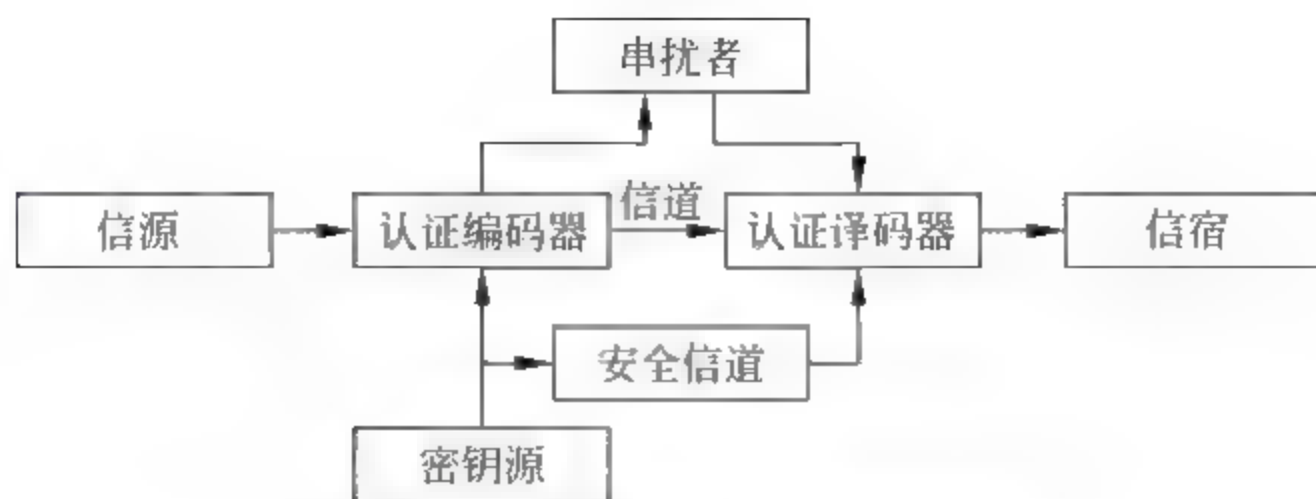 串扰者
信道
信源
认证编码器
认证译码器
信宿
安全信道
密钥源